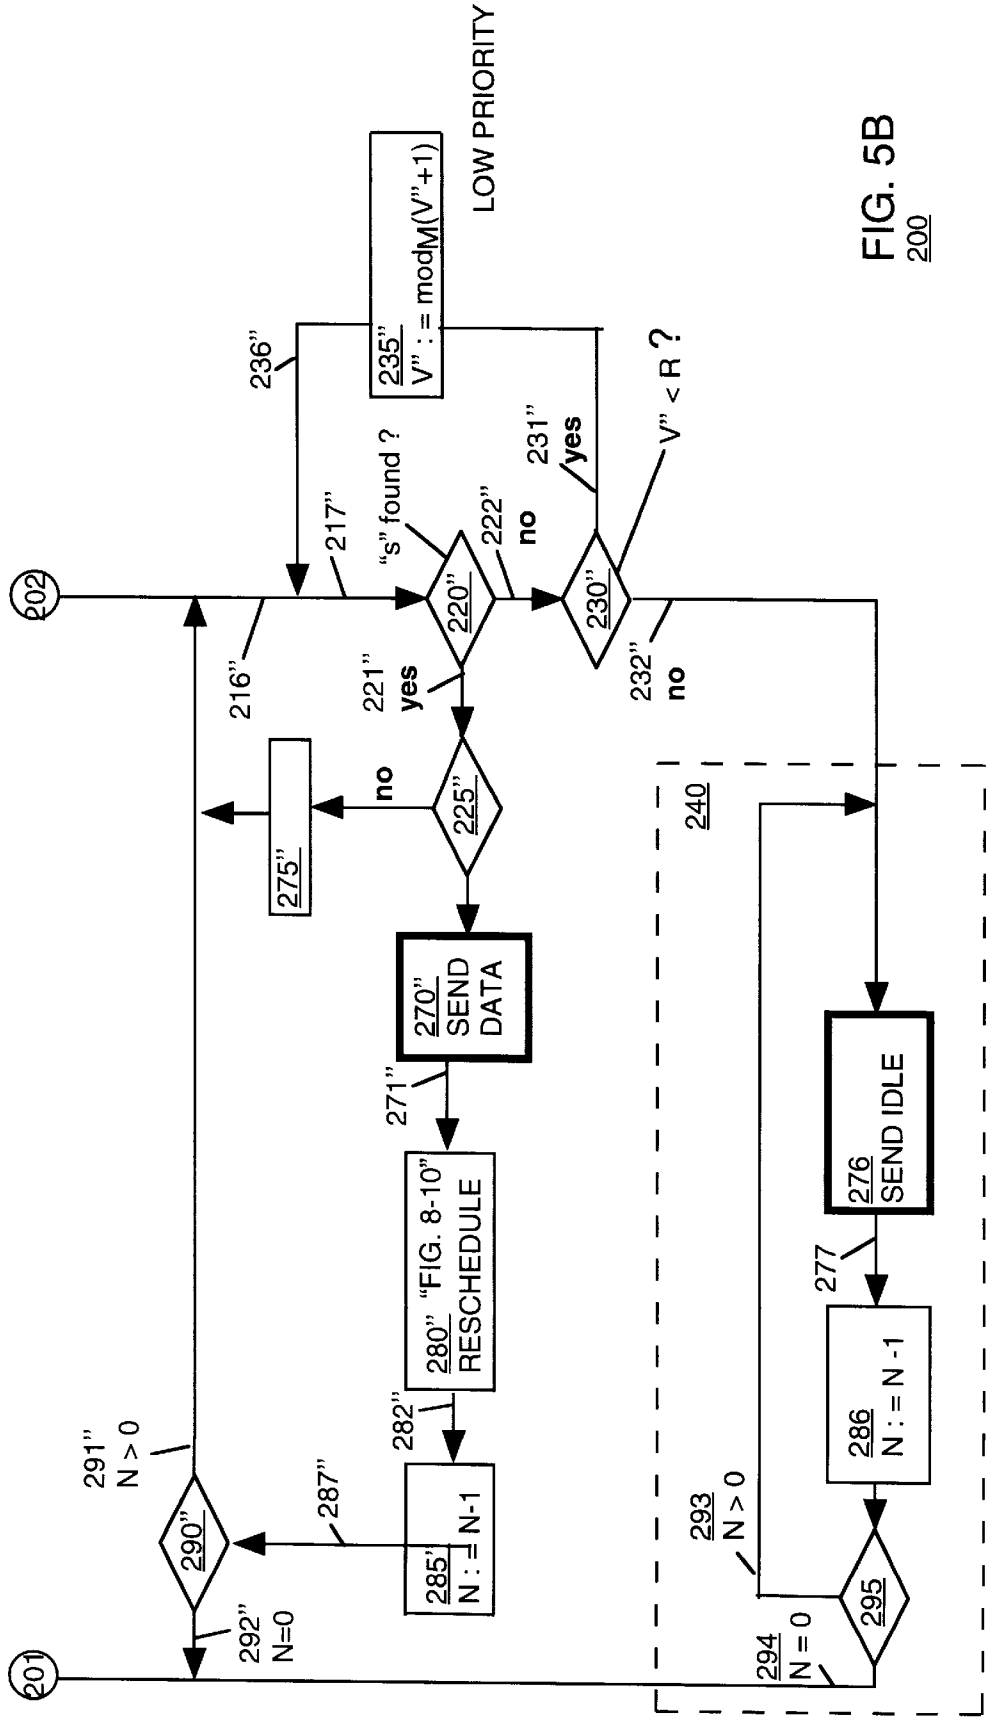 201
202
292”
N=0
290”
291”
N > 0
216”
236”
217”
287”
275”
no
285”
N : = N-1
282”
280” “FIG. 8-10”
RESCHEDULE
271”
270”
SEND
DATA
225”
221”
yes
220”
“s” found ?
235”
V” : = modM(V”+1)
LOW PRIORITY
222”
no
230”
231”
yes
V” < R ?
232”
no
240
294
N = 0
293
N > 0
295
286
N : = N -1
277
276
SEND IDLE
FIG. 5B
200